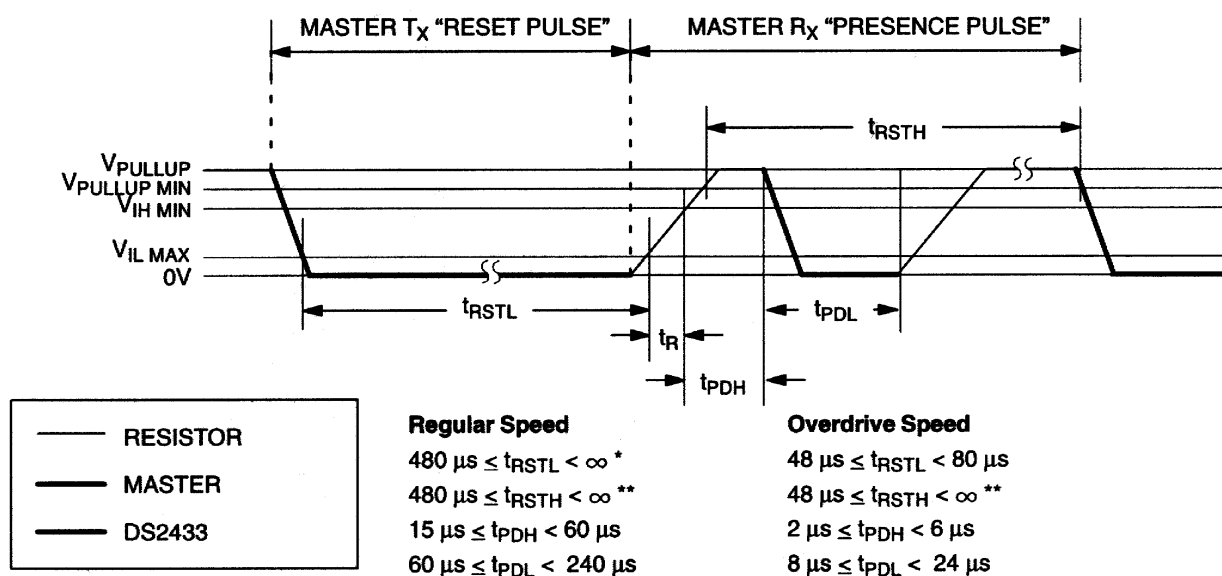 MASTER TX “RESET PULSE” MASTER RX “PRESENCE PULSE”
tRSTH
VPULLUP
VPULLUP MIN
VIH MIN
VIL MAX
0V
tRSTL
tPDL
tR
tPDH
RESISTOR
MASTER
DS2433
Regular Speed
480 μs ≤ tRSTL < ∞ *
480 μs ≤ tRSTH < ∞ **
15 μs ≤ tPDH < 60 μs
60 μs ≤ tPDL < 240 μs
Overdrive Speed
48 μs ≤ tRSTL < 80 μs
48 μs ≤ tRSTH < ∞ **
2 μs ≤ tPDH < 6 μs
8 μs ≤ tPDL < 24 μs